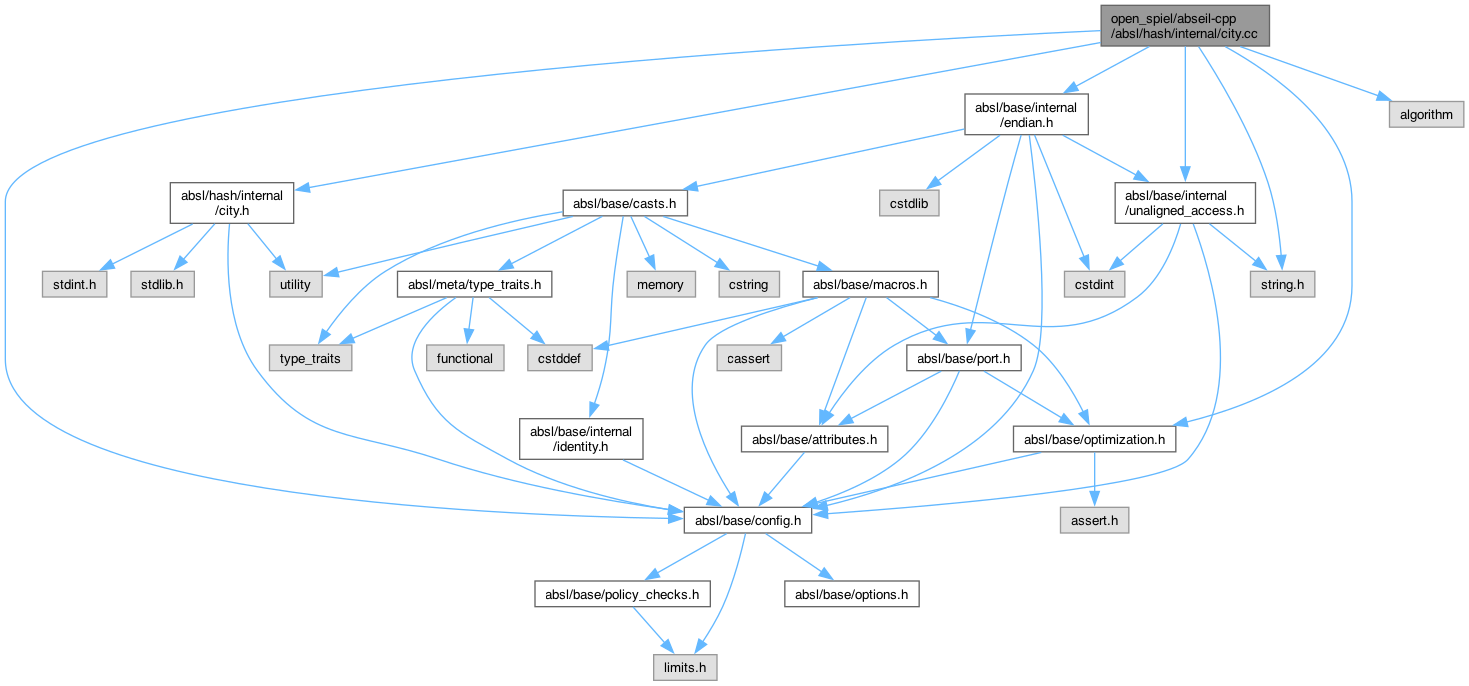 open_spiel/abseil-cpp
/absl/hash/internal/city.cc
absl/base/internal
/endian.h
algorithm
absl/hash/internal
/city.h
absl/base/casts.h
cstdlib
absl/base/internal
/unaligned_access.h
stdint.h
stdlib.h
utility
absl/meta/type_traits.h
memory
cstring
absl/base/macros.h
cstdint
string.h
type_traits
functional
cstddef
cassert
absl/base/port.h
absl/base/internal
/identity.h
absl/base/attributes.h
absl/base/optimization.h
absl/base/config.h
assert.h
absl/base/policy_checks.h
absl/base/options.h
limits.h